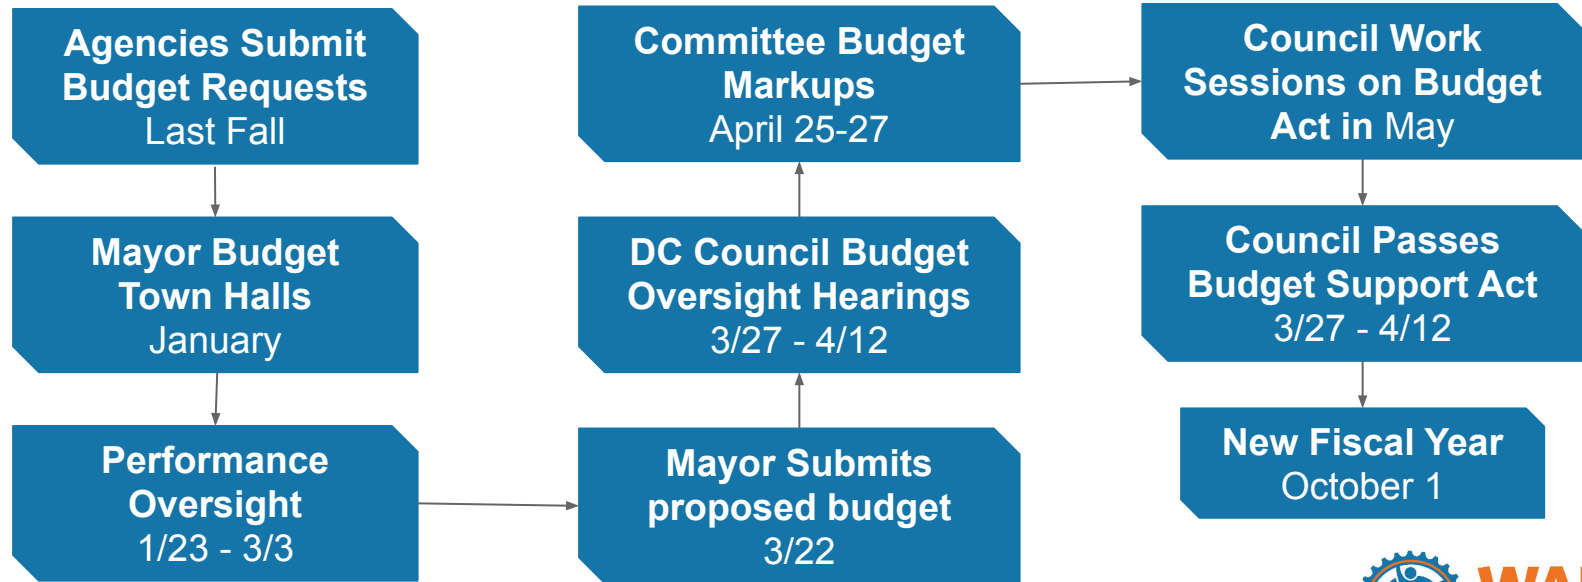 Agencies Submit
Budget Requests
Last Fall
Mayor Budget
Town Halls
January
Performance
Oversight
1/23 - 3/3
Mayor Submits
proposed budget
3/22
DC Council Budget
Oversight Hearings
3/27 - 4/12
Committee Budget
Markups
April 25-27
Council Work
Sessions on Budget
Act in May
Council Passes
Budget Support Act
3/27 - 4/12
New Fiscal Year
October 1